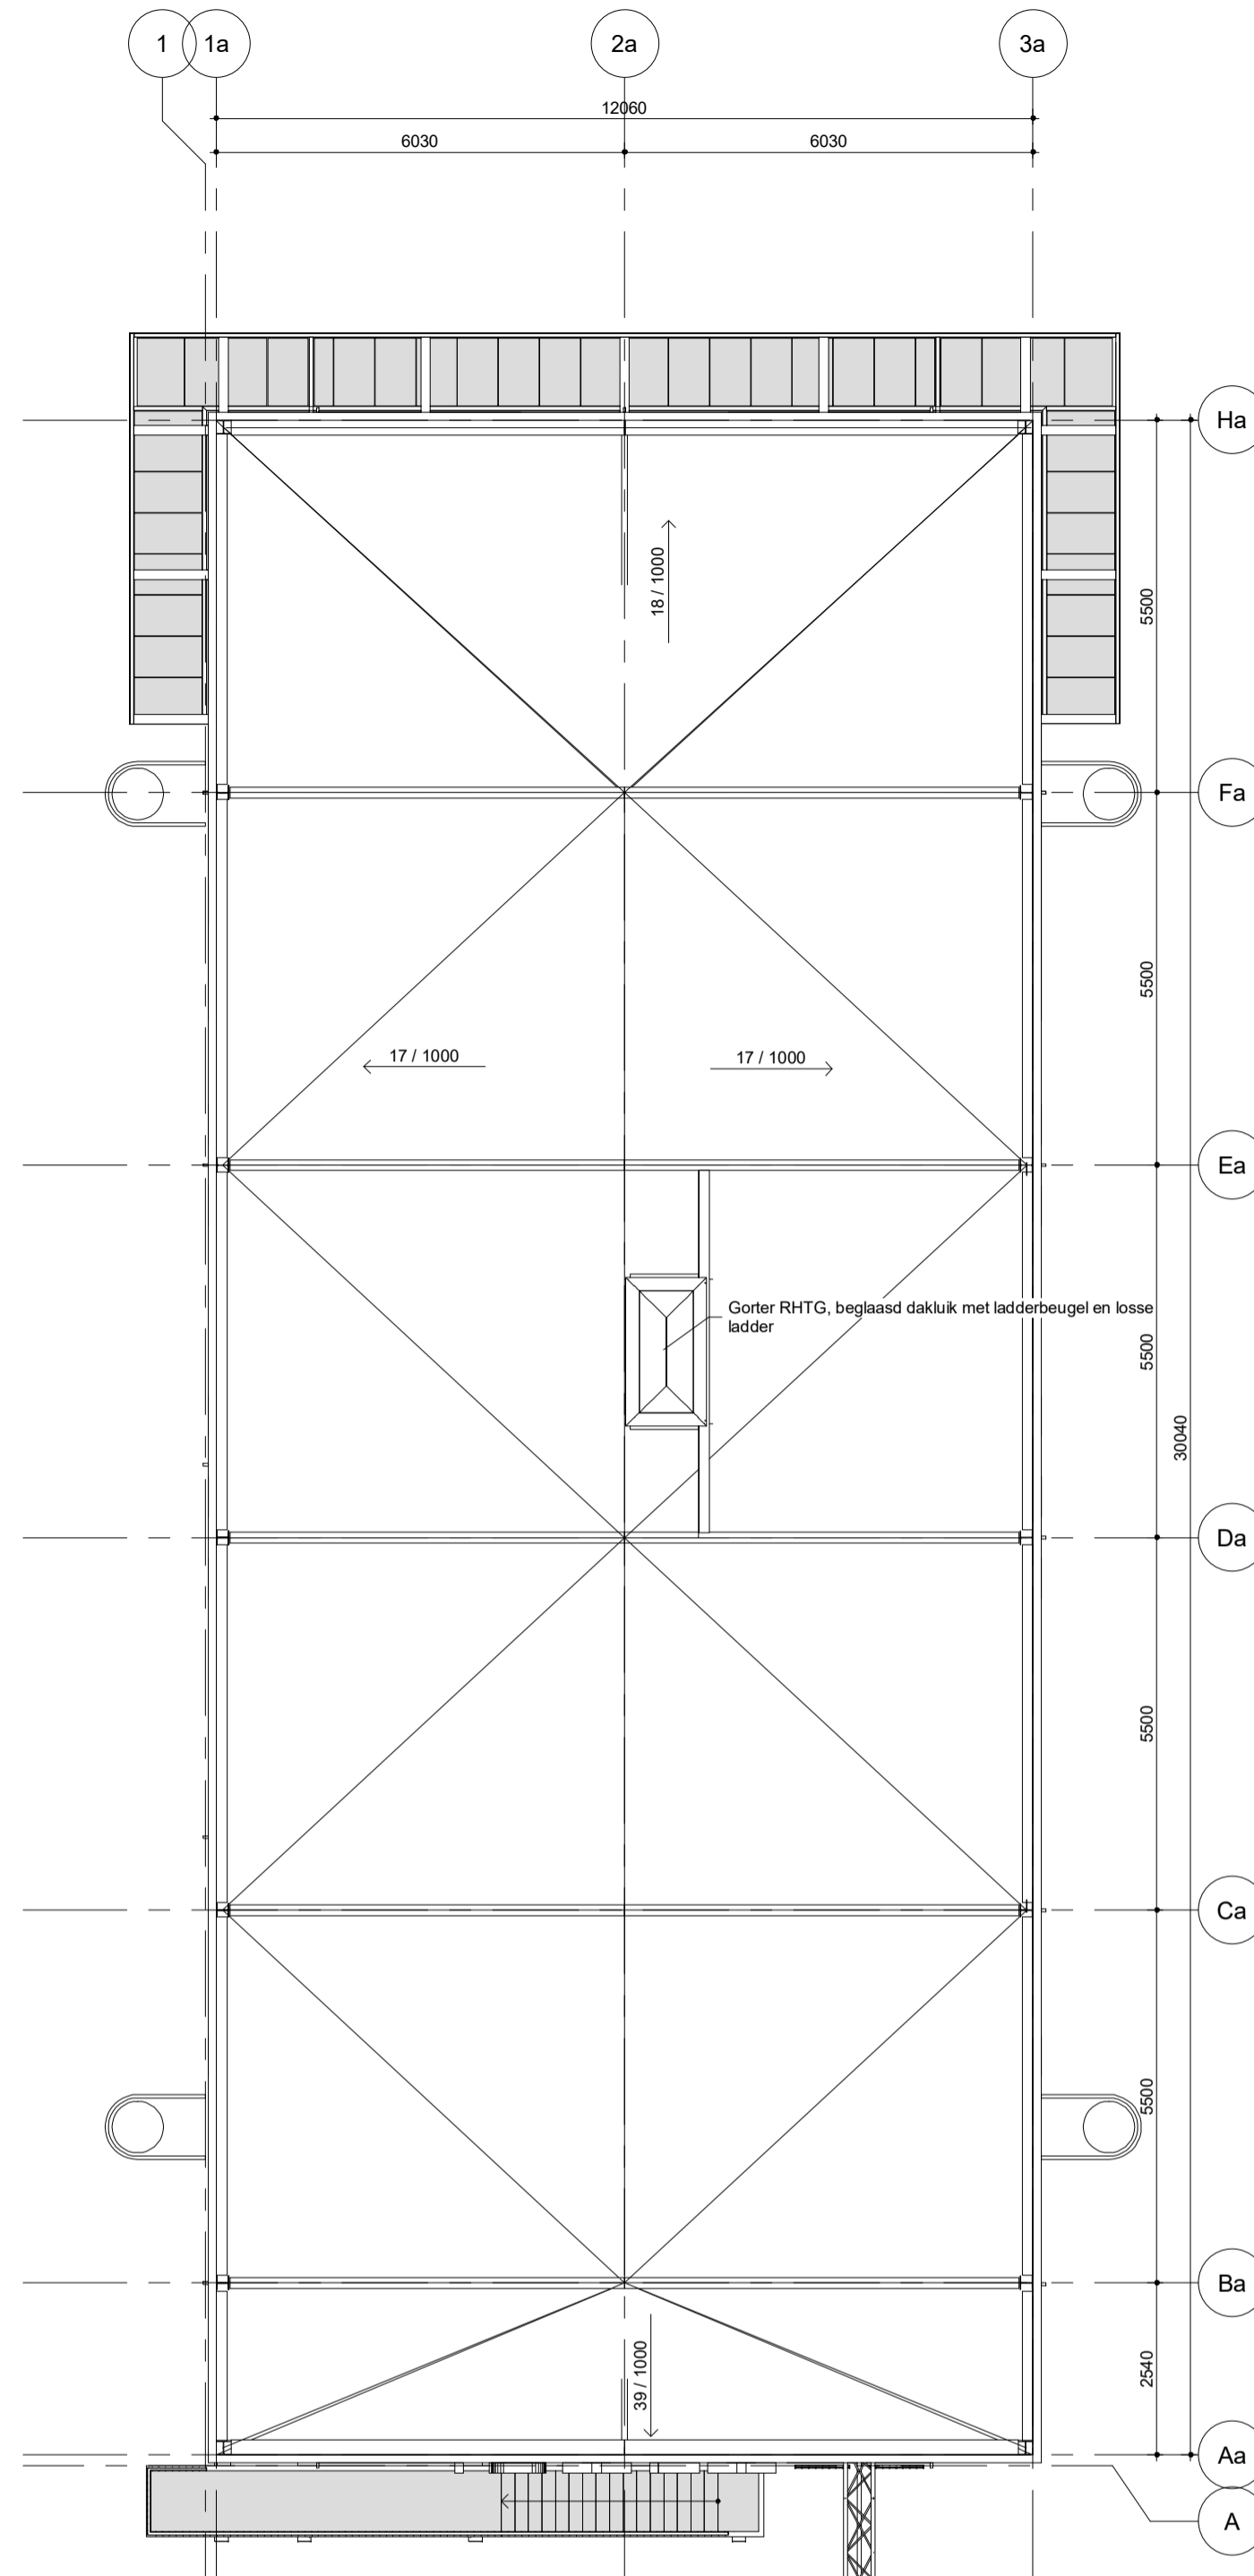 1
1a
2a
3a
12060
6030
6030
Ha
18 / 1000
5500
Fa
5500
17 / 1000
17 / 1000
Ea
Gorter RHTG, beglaasd dakluik met ladderbeugel en losse
ladder
5500
30040
Da
5500
Ca
5500
Ba
39 / 1000
2540
Aa
A